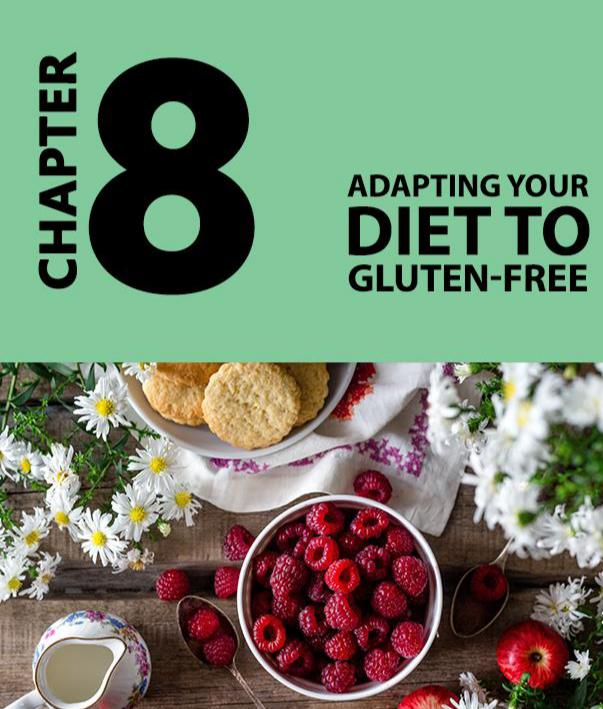 CHAPTER
8
ADAPTING YOUR
DIET TO
GLUTEN-FREE